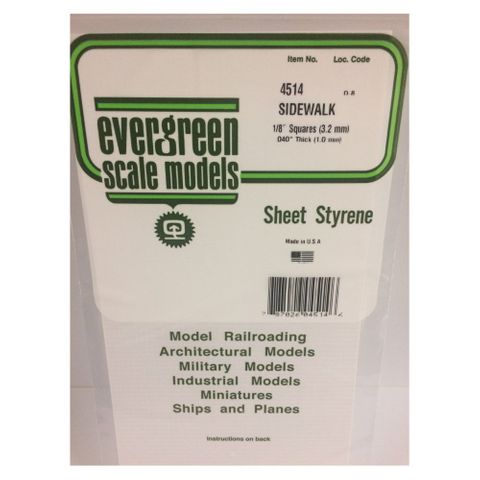 Item No. Loc. Code
4514
SIDEWALK
1/8" Squares (3.2 mm)
.040" Thick (1.0 mm)
evergreen
scale models
Sheet Styrene
Made in U.S.A
Model Railroading
Architectural Models
Military Models
Industrial Models
Miniatures
Ships and Planes
Instructions on back